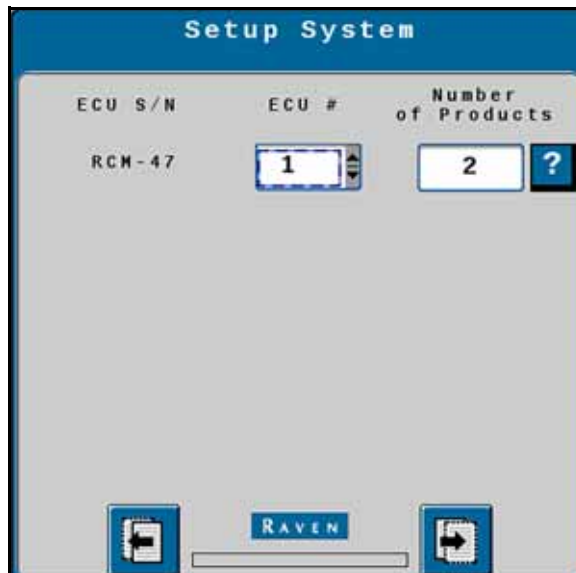 Setup System
ECU S/N ECU # Number of Products
RCM-47 1 2 ?
RAVEN